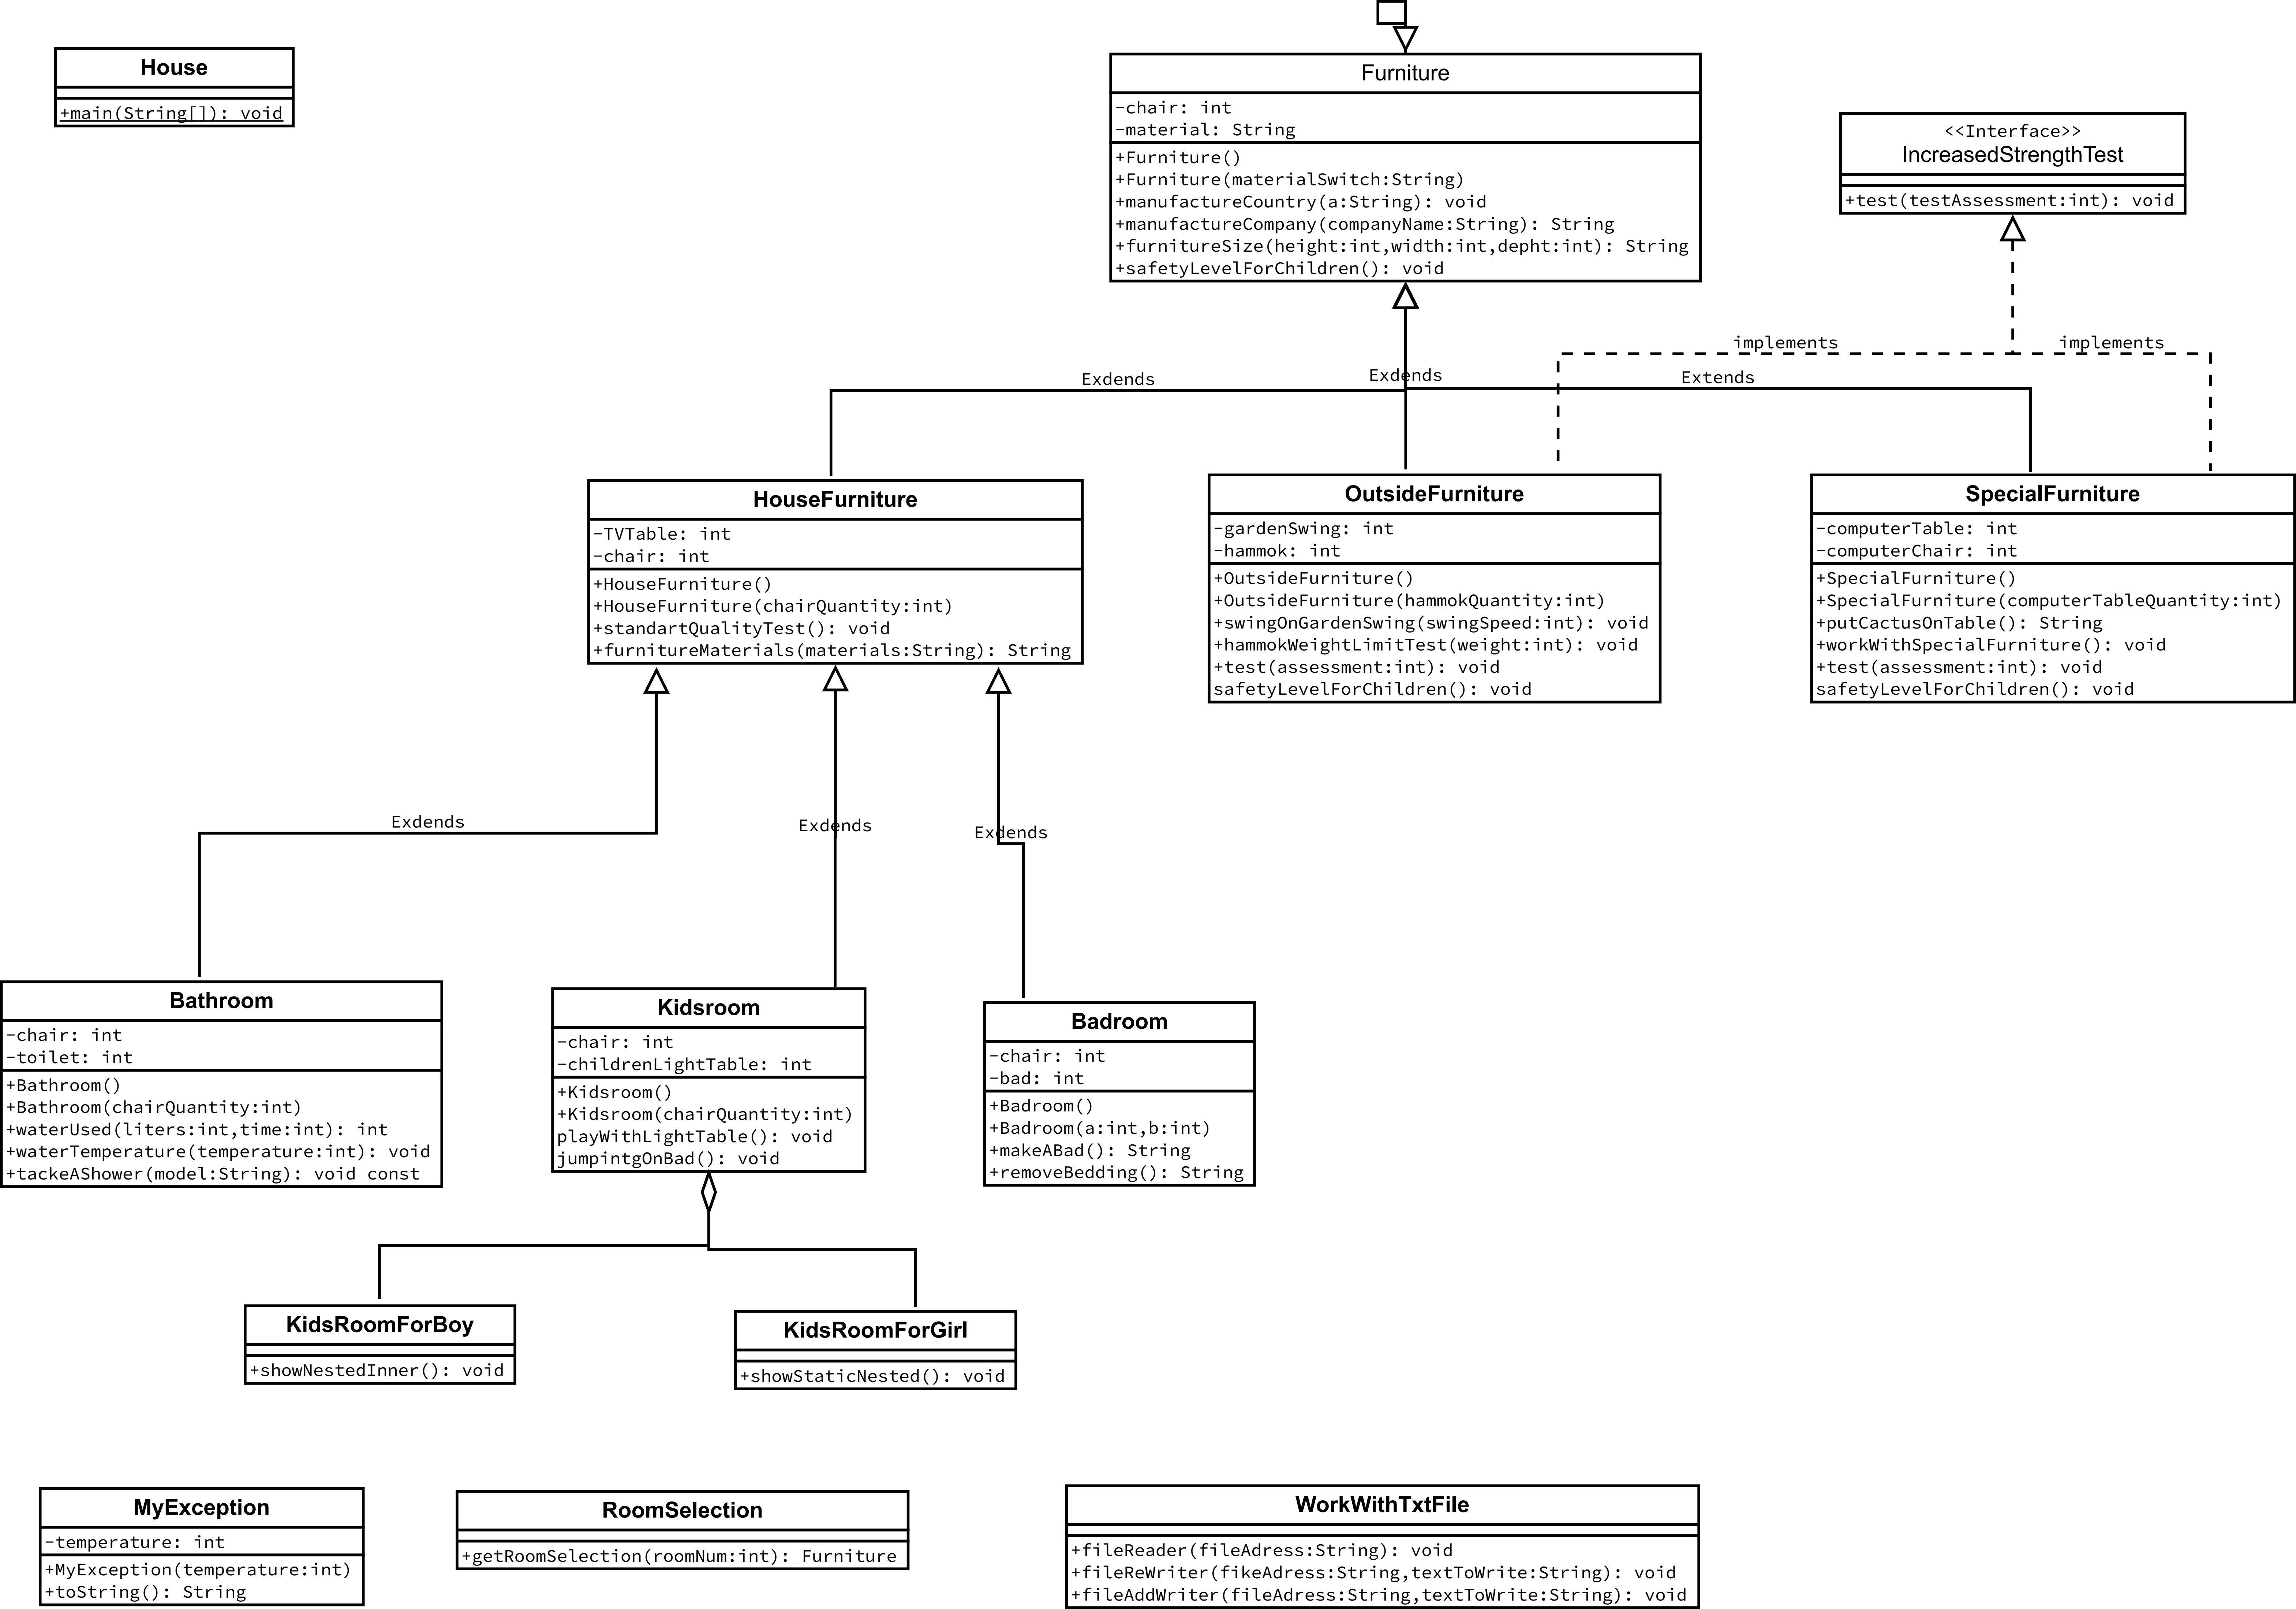 House
+main(String[]): void
Furniture
-chair: int
-material: String
+Furniture()
+Furniture(materialSwitch:String)
+manufactureCountry(a:String): void
+manufactureCompany(companyName:String): String
+furnitureSize(height:int,width:int,depht:int): String
+safetyLevelForChildren(): void
<<Interface>>
IncreasedStrengthTest
+test(testAssessment:int): void
implements
implements
Exdends
Exdends
Extends
HouseFurniture
-TVTable: int
-chair: int
+HouseFurniture()
+HouseFurniture(chairQuantity:int)
+standartQualityTest(): void
+furnitureMaterials(materials:String): String
OutsideFurniture
-gardenSwing: int
-hammok: int
+OutsideFurniture()
+OutsideFurniture(hammokQuantity:int)
+swingOnGardenSwing(swingSpeed:int): void
+hammokWeightLimitTest(weight:int): void
+test(assessment:int): void
safetyLevelForChildren(): void
SpecialFurniture
-computerTable: int
-computerChair: int
+SpecialFurniture()
+SpecialFurniture(computerTableQuantity:int)
+putCactusOnTable(): String
+workWithSpecialFurniture(): void
+test(assessment:int): void
safetyLevelForChildren(): void
Exdends
Exdends
Exdends
Bathroom
-chair: int
-toilet: int
+Bathroom()
+Bathroom(chairQuantity:int)
+waterUsed(liters:int,time:int): int
+waterTemperature(temperature:int): void
+tackeAShower(model:String): void const
Kidsroom
-chair: int
-childrenLightTable: int
+Kidsroom()
+Kidsroom(chairQuantity:int)
playWithLightTable(): void
jumpintgOnBad(): void
Badroom
-chair: int
-bad: int
+Badroom()
+Badroom(a:int,b:int)
+makeABad(): String
+removeBedding(): String
KidsRoomForBoy
+showNestedInner(): void
KidsRoomForGirl
+showStaticNested(): void
MyException
-temperature: int
+MyException(temperature:int)
+toString(): String
RoomSelection
+getRoomSelection(roomNum:int): Furniture
WorkWithTxtFile
+fileReader(fileAdress:String): void
+fileReWriter(fikeAdress:String,textToWrite:String): void
+fileAddWriter(fileAdress:String,textToWrite:String): void